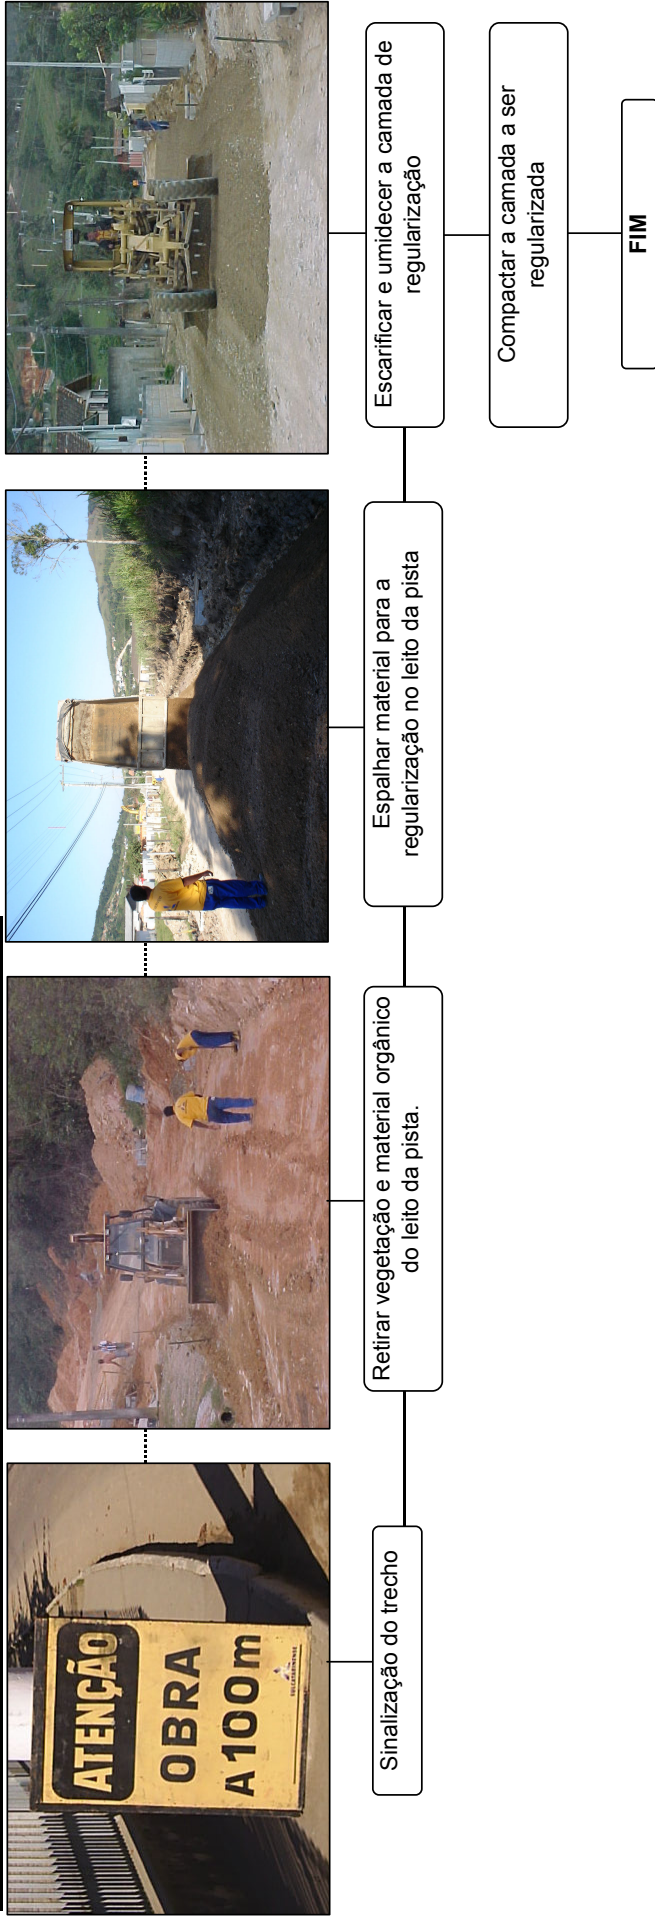 ATENÇÃO
OBRA
A 100m
SULCATARINENSE
Sinalização do trecho
Retirar vegetação e material orgânico
do leito da pista.
Espalhar material para a
regularização no leito da pista
Escarificar e umidecer a camada de
regularização
Compactar a camada a ser
regularizada
FIM